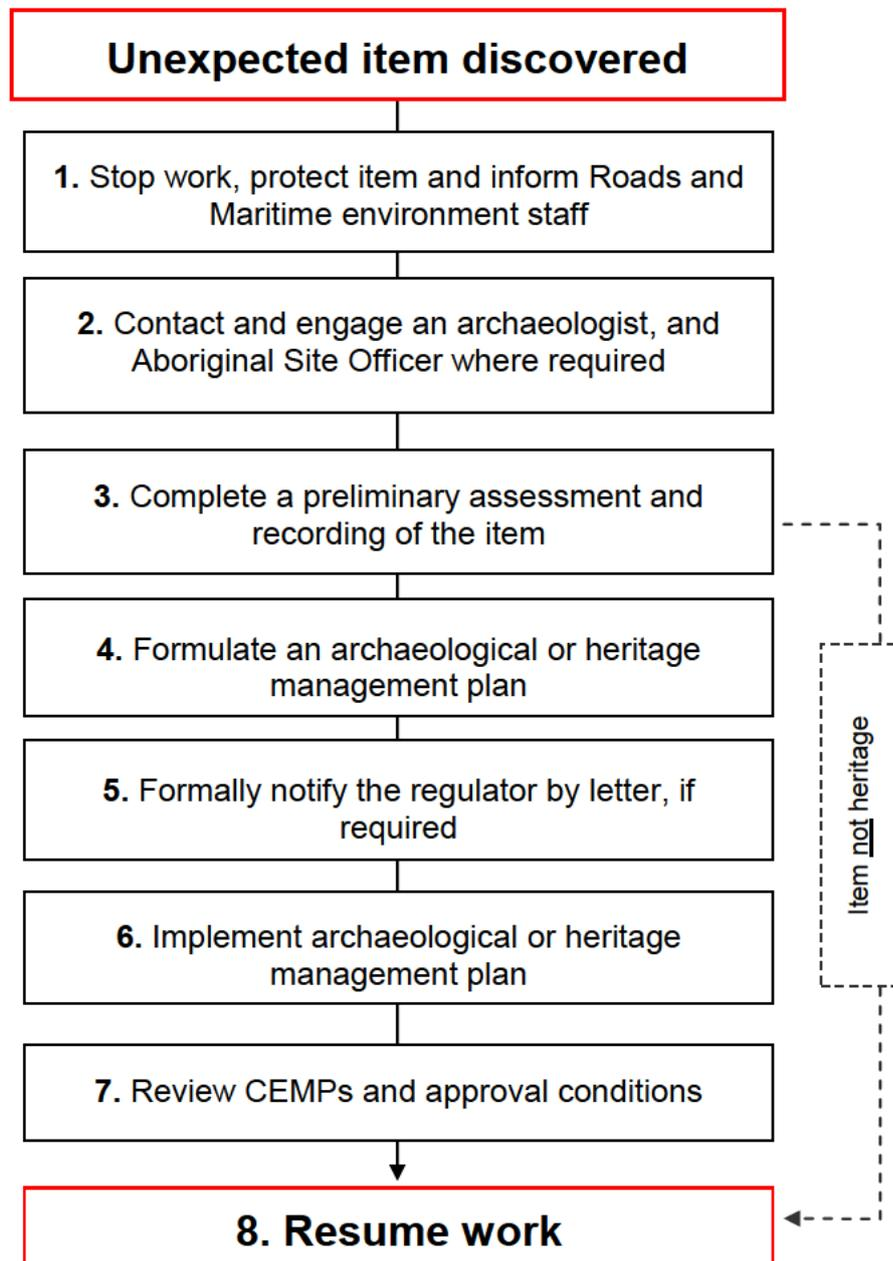 Unexpected item discovered
1. Stop work, protect item and inform Roads and
Maritime environment staff
2. Contact and engage an archaeologist, and
Aboriginal Site Officer where required
3. Complete a preliminary assessment and
recording of the item
4. Formulate an archaeological or heritage
management plan
5. Formally notify the regulator by letter, if
required
6. Implement archaeological or heritage
management plan
7. Review CEMPs and approval conditions
8. Resume work
Item not heritage